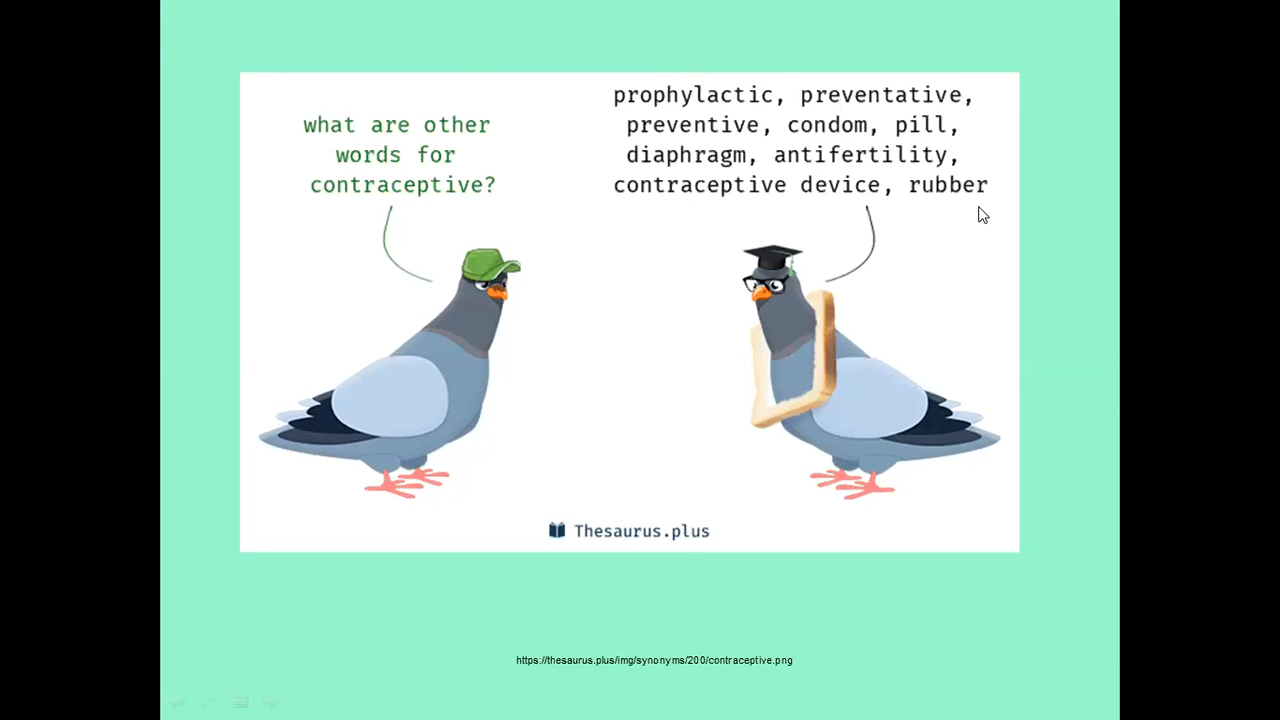 what are other
words for
contraceptive?
prophylactic, preventative,
preventive, condom, pill,
diaphragm, antifertility,
contraceptive device, rubber
Thesaurus.plus
https://thesaurus.plus/img/synonyms/200/contraceptive.png